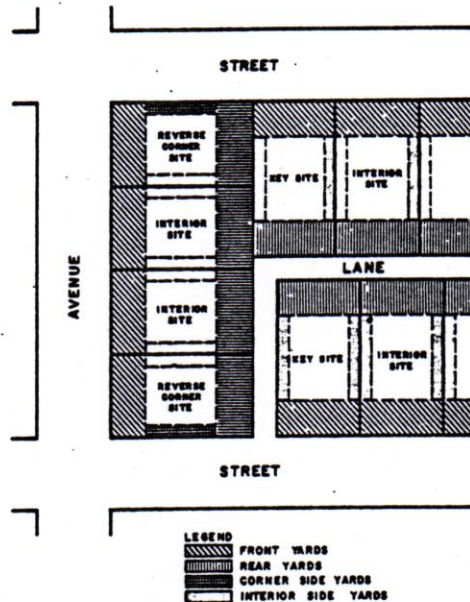 STREET
AVENUE
REVERSE
CORNER
SITE
KEY SITE
INTERIOR
SITE
INTERIOR
SITE
LANE
INTERIOR
SITE
KEY SITE
INTERIOR
SITE
REVERSE
CORNER
SITE
STREET
LEGEND
FRONT YARDS
REAR YARDS
CORNER SIDE YARDS
INTERIOR SIDE YARDS